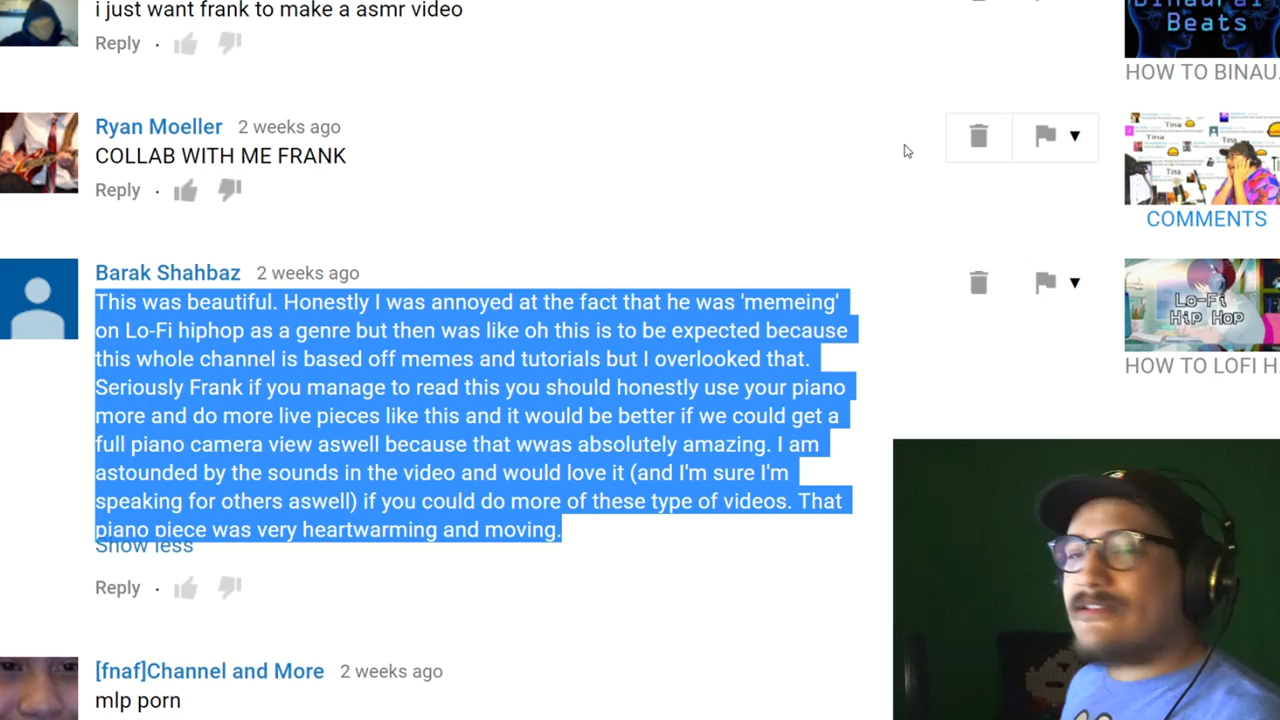 i just want frank to make a asmr video
Reply
Binaural
Beats
HOW TO BINAU
Ryan Moeller 2 weeks ago
COLLAB WITH ME FRANK
Reply
Tina
Tina
Tina
COMMENTS
Barak Shahbaz 2 weeks ago
This was beautiful. Honestly I was annoyed at the fact that he was 'memeing'
on Lo-Fi hiphop as a genre but then was like oh this is to be expected because
this whole channel is based off memes and tutorials but I overlooked that.
Seriously Frank if you manage to read this you should honestly use your piano
more and do more live pieces like this and it would be better if we could get a
full piano camera view aswell because that wwas absolutely amazing. I am
astounded by the sounds in the video and would love it (and I'm sure I'm
speaking for others aswell) if you could do more of these type of videos. That
piano piece was very heartwarming and moving.
Show less
Reply
Lo-Fi
Hip Hop
HOW TO LOFI H
[fnaf]Channel and More 2 weeks ago
mlp porn